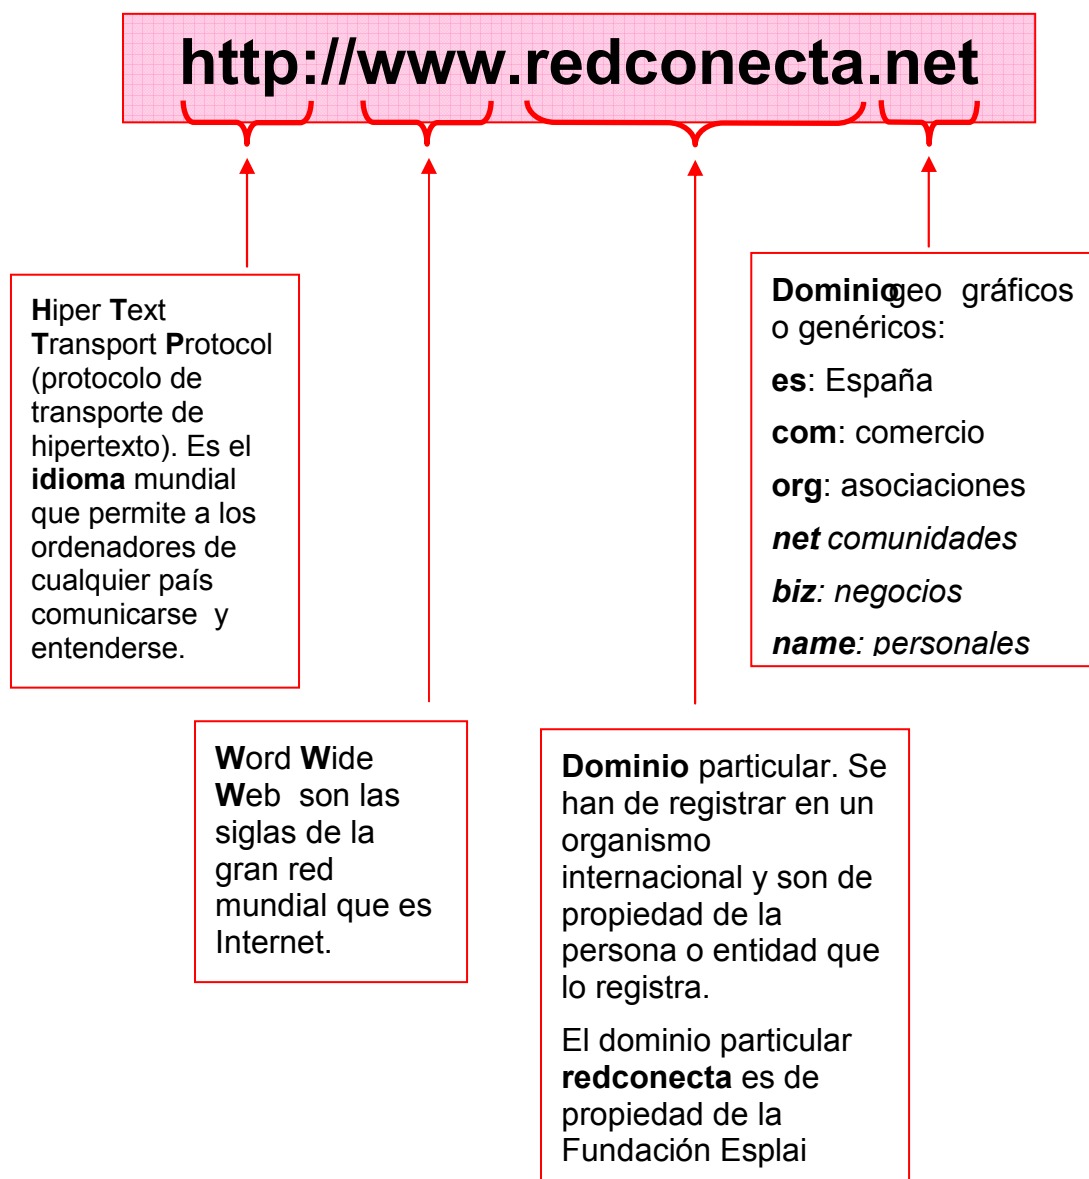 http://www.redconecta.net
Hiper Text
Transport Protocol
(protocolo de
transporte de
hipertexto). Es el
idioma mundial
que permite a los
ordenadores de
cualquier país
comunicarse y
entenderse.
Dominiogeo gráficos
o genéricos:
es: España
com: comercio
org: asociaciones
net comunidades
biz: negocios
name: personales
Word Wide
Web son las
siglas de la
gran red
mundial que es
Internet.
Dominio particular. Se
han de registrar en un
organismo
internacional y son de
propiedad de la
persona o entidad que
lo registra.
El dominio particular
redconecta es de
propiedad de la
Fundación Esplai